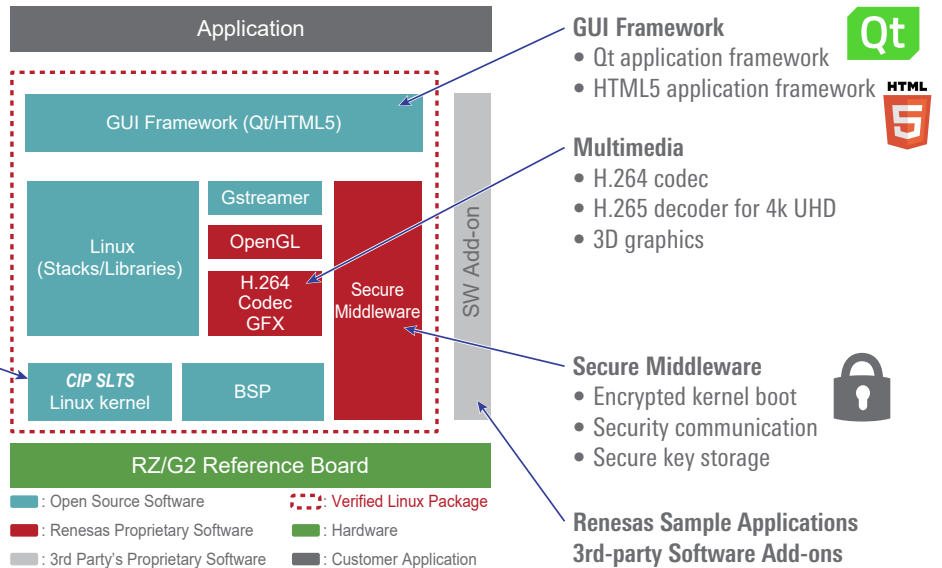 Application
GUI Framework (Qt/HTML5)
Linux
(Stacks/Libraries)
Gstreamer
OpenGL
H.264
Codec
GFX
Secure
Middleware
SW Add-on
CIP SLTS
Linux kernel
BSP
RZ/G2 Reference Board
: Open Source Software
: Verified Linux Package
: Renesas Proprietary Software
: Hardware
: 3rd Party's Proprietary Software
: Customer Application
GUI Framework
• Qt application framework
• HTML5 application framework
Qt
HTML
5
Multimedia
• H.264 codec
• H.265 decoder for 4k UHD
• 3D graphics
Secure Middleware
• Encrypted kernel boot
• Security communication
• Secure key storage
Renesas Sample Applications
3rd-party Software Add-ons